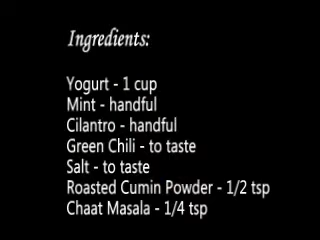 Ingredients:
Yogurt - 1 cup
Mint - handful
Cilantro - handful
Green Chili - to taste
Salt - to taste
Roasted Cumin Powder - 1/2 tsp
Chaat Masala - 1/4 tsp